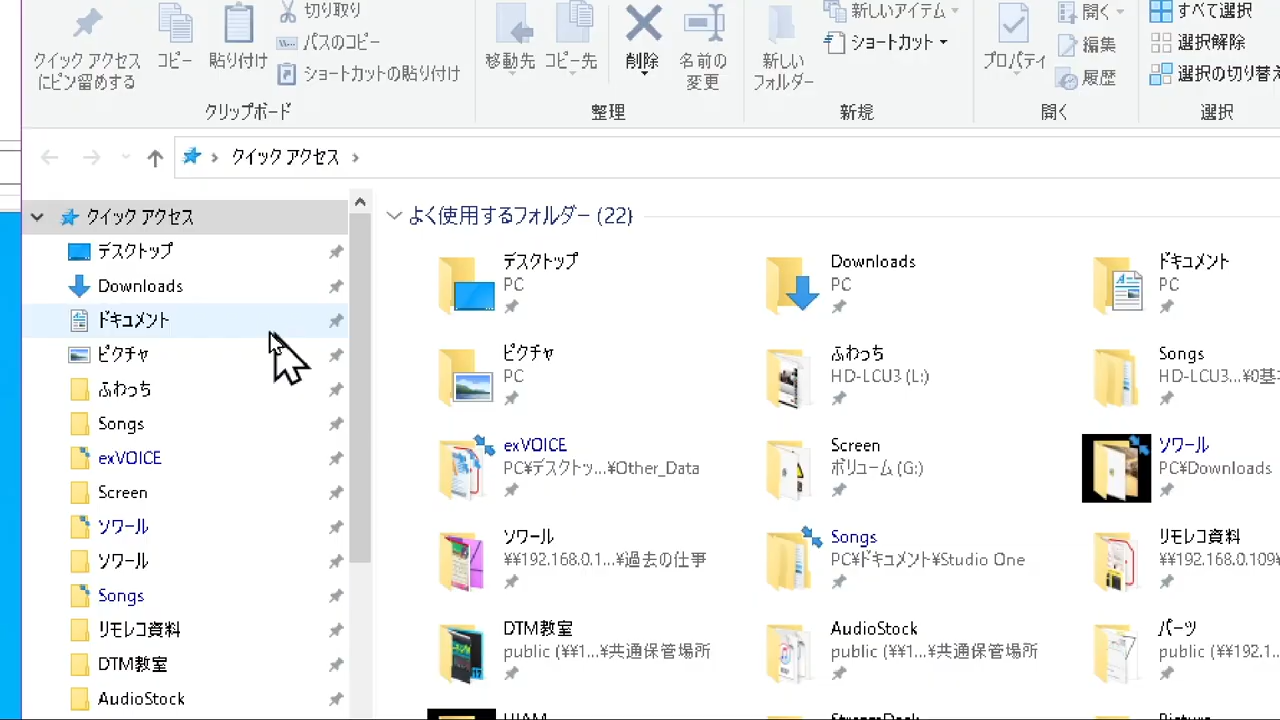 クイック アクセス
にピン留めする
コピー
貼り付け
切り取り
パスのコピー
ショートカットの貼り付け
クリップボード
移動先
コピー先
削除
名前の
変更
整理
新しい
フォルダー
新しいアイテム
ショートカット
新規
プロパティ
開く
編集
履歴
開く
すべて選択
選択解除
選択の切り替え
選択
クイック アクセス
クイック アクセス
デスクトップ
Downloads
ドキュメント
ピクチャ
ふわっち
Songs
exVOICE
Screen
ソワール
ソワール
Songs
リモレコ資料
DTM教室
AudioStock
よく使用するフォルダー (22)
デスクトップ
PC
Downloads
PC
ドキュメント
PC
ピクチャ
PC
ふわっち
HD-LCU3 (L:)
Songs
HD-LCU3...¥0基
exVOICE
PC¥デスクトッ...¥Other_Data
Screen
ボリューム (G:)
ソワール
PC¥Downloads
ソワール
¥¥192.168.0.1...¥過去の仕事
Songs
PC¥ドキュメント¥Studio One
リモレコ資料
¥¥192.168.0.109¥
DTM教室
public (¥¥1...¥共通保管場所
AudioStock
public (¥¥1...¥共通保管場所
パーツ
public (¥¥192.1...